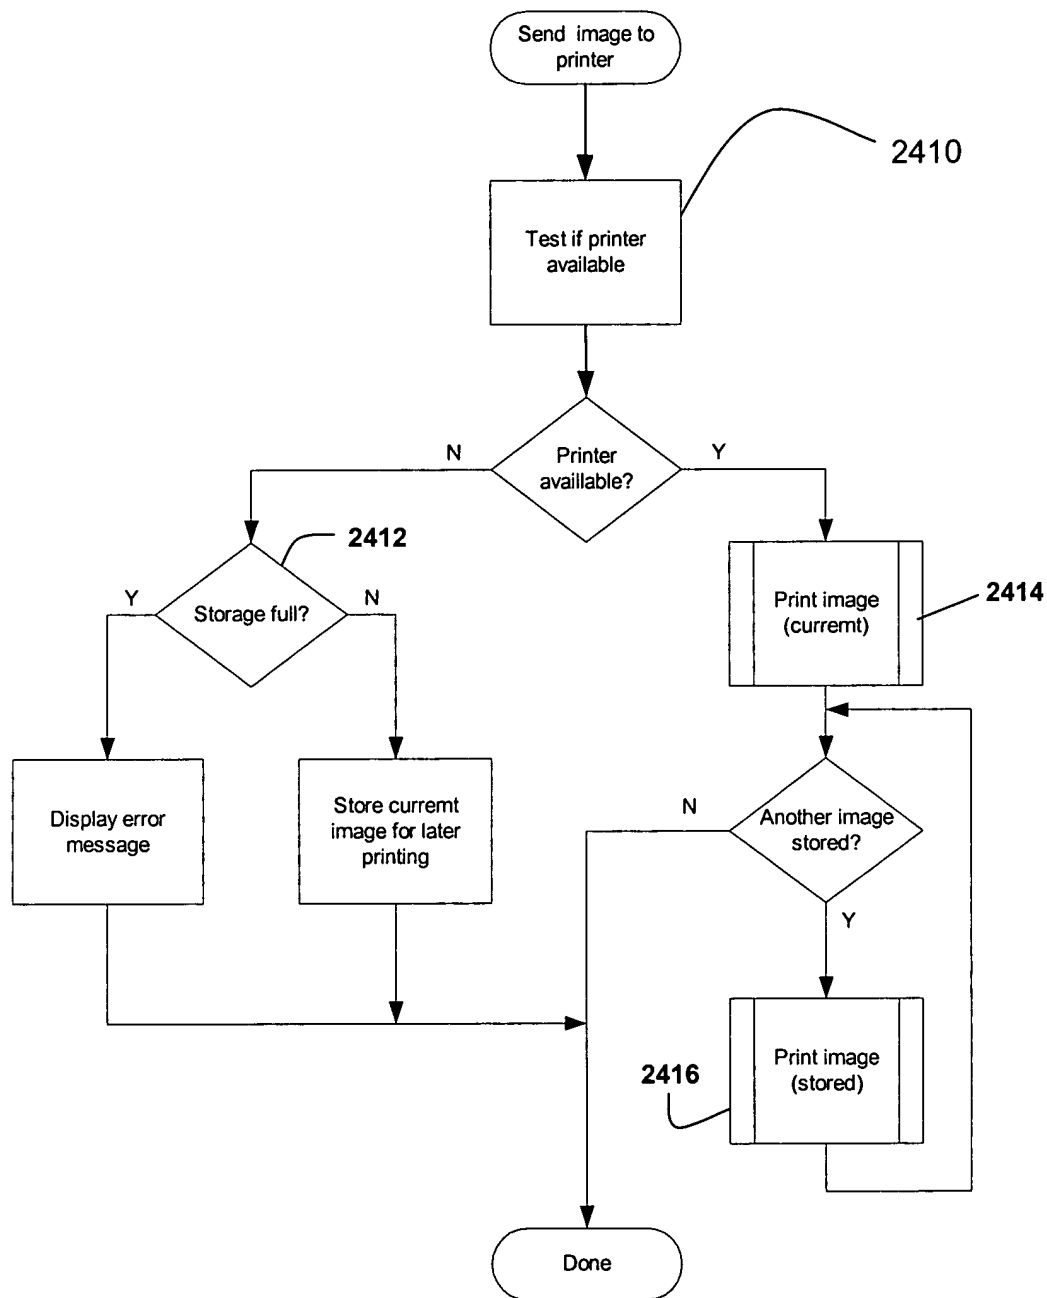 Send image to
printer
2410
Test if printer
available
N
Y
Printer
availlable?
2412
Y
N
Storage full?
Print image
(curremt)
2414
Display error
message
Store curremt
image for later
printing
N
Another image
stored?
Y
Print image
(stored)
2416
Done